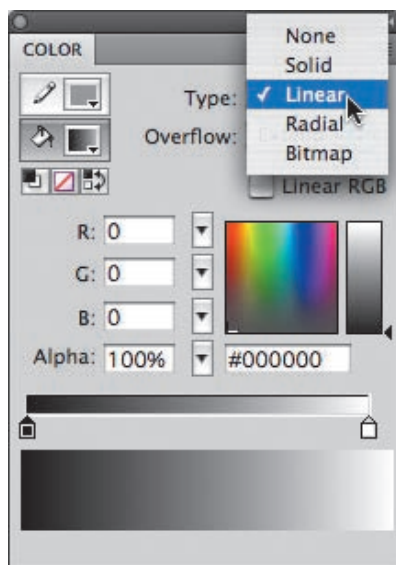 COLOR
Type:
None
Solid
✓ Linear
Radial
Bitmap
Overflow:
Linear RGB
R: 0
G: 0
B: 0
Alpha: 100% #000000